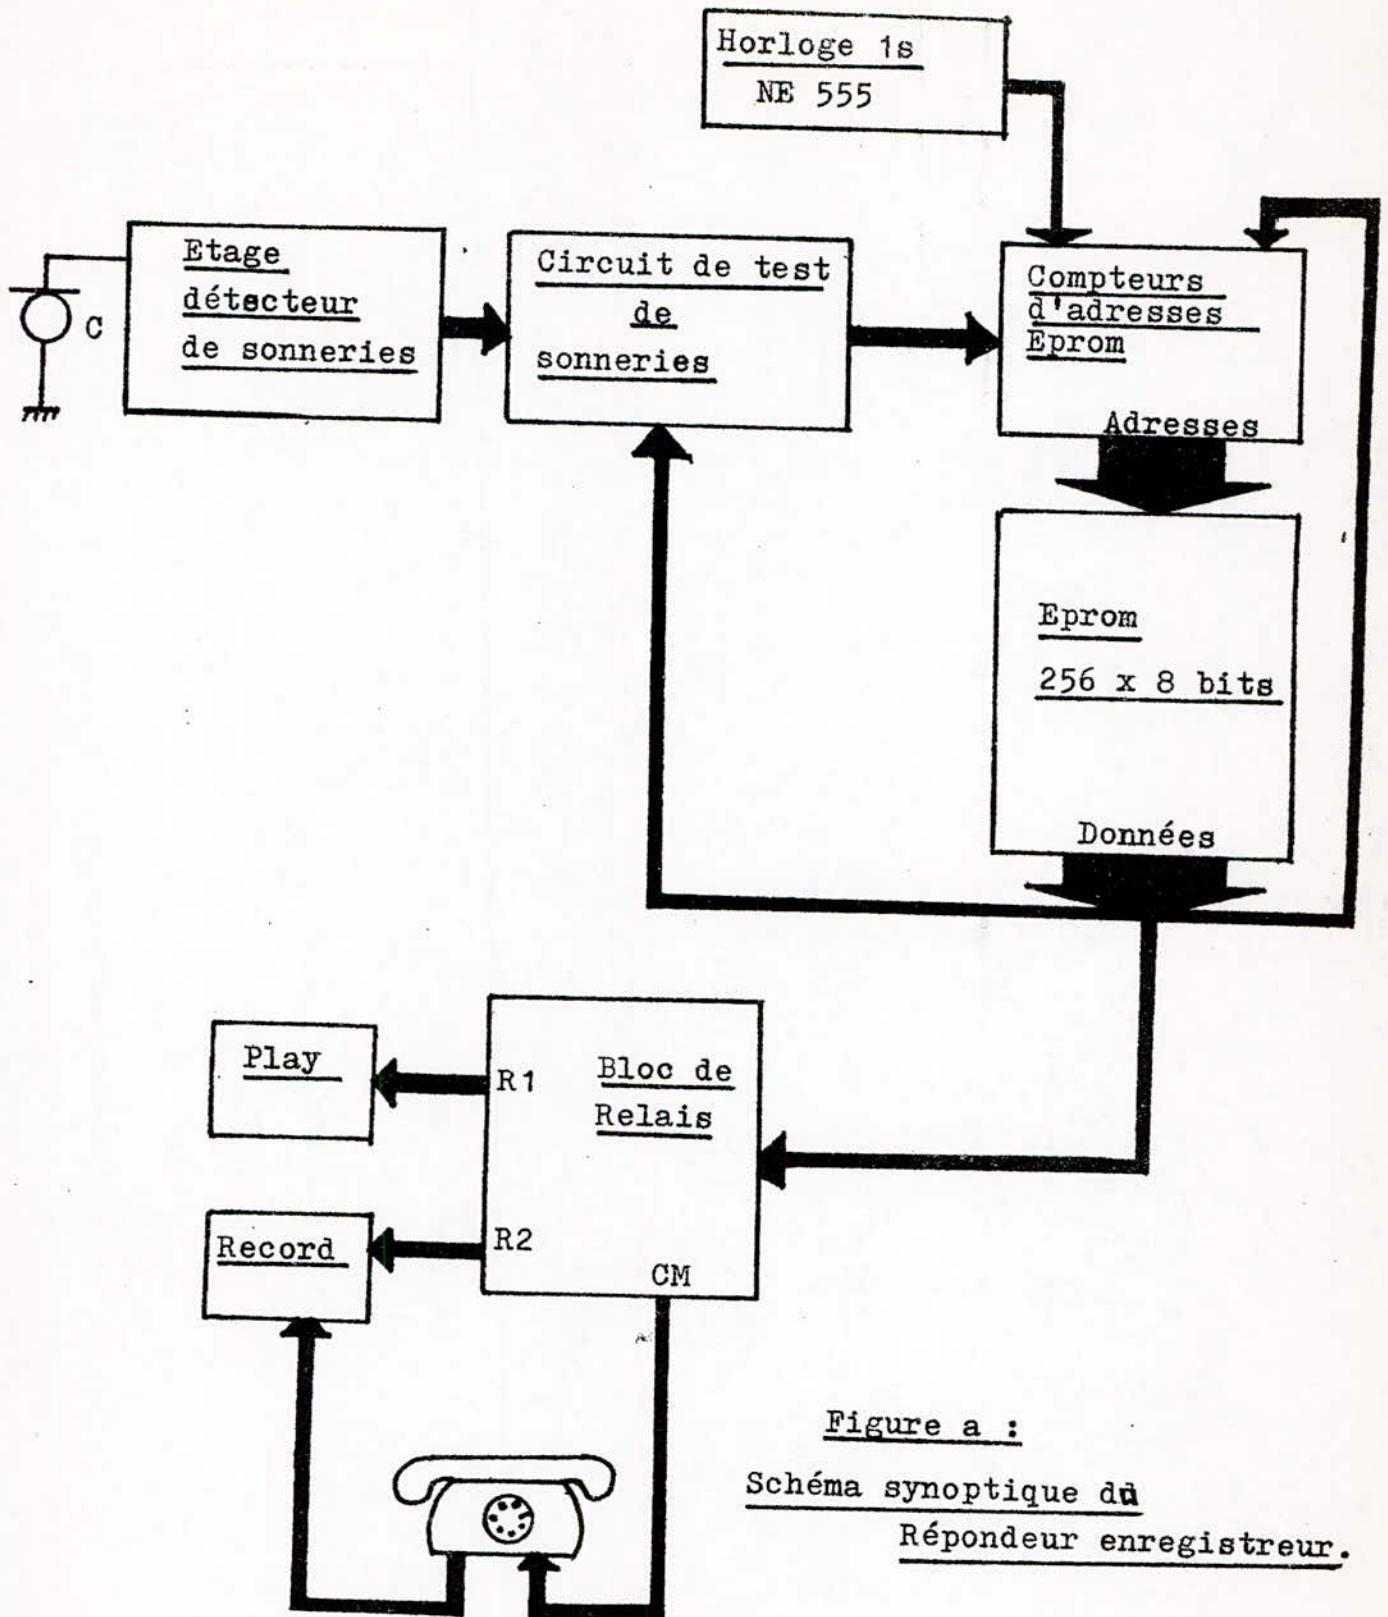 Horloge 1s
NE 555
Etage
détecteur
de sonneries
C
Circuit de test
de
sonneries
Compteurs
d'adresses
Eprom
Adresses
Eprom
256 x 8 bits
Données
Play
R1
Bloc de
Relais
Record
R2
CM
Figure a :
Schéma synoptique du
Répondeur enregistreur.